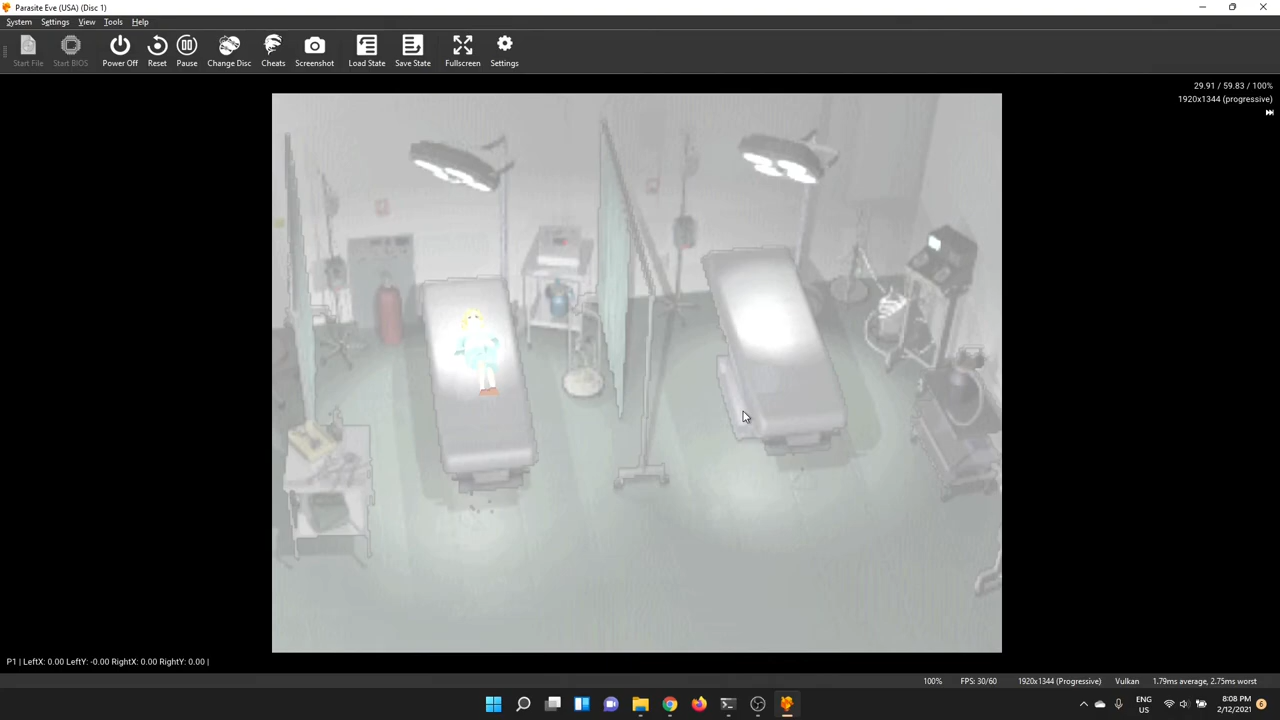 Parasite Eve (USA) (Disc 1)
System Settings View Tools Help
Start File Start BIOS Power Off Reset Pause Change Disc Cheats Screenshot Load State Save State Fullscreen Settings
29.91 / 59.83 / 100%
1920x1344 (progressive)
P1 | LeftX: 0.00 LeftY: -0.00 RightX: 0.00 RightY: 0.00 |
100% FPS: 30/60 1920x1344 (Progressive) Vulkan 1.79ms average, 2.75ms worst
ENG
US
8:08 PM
2/12/2021
6